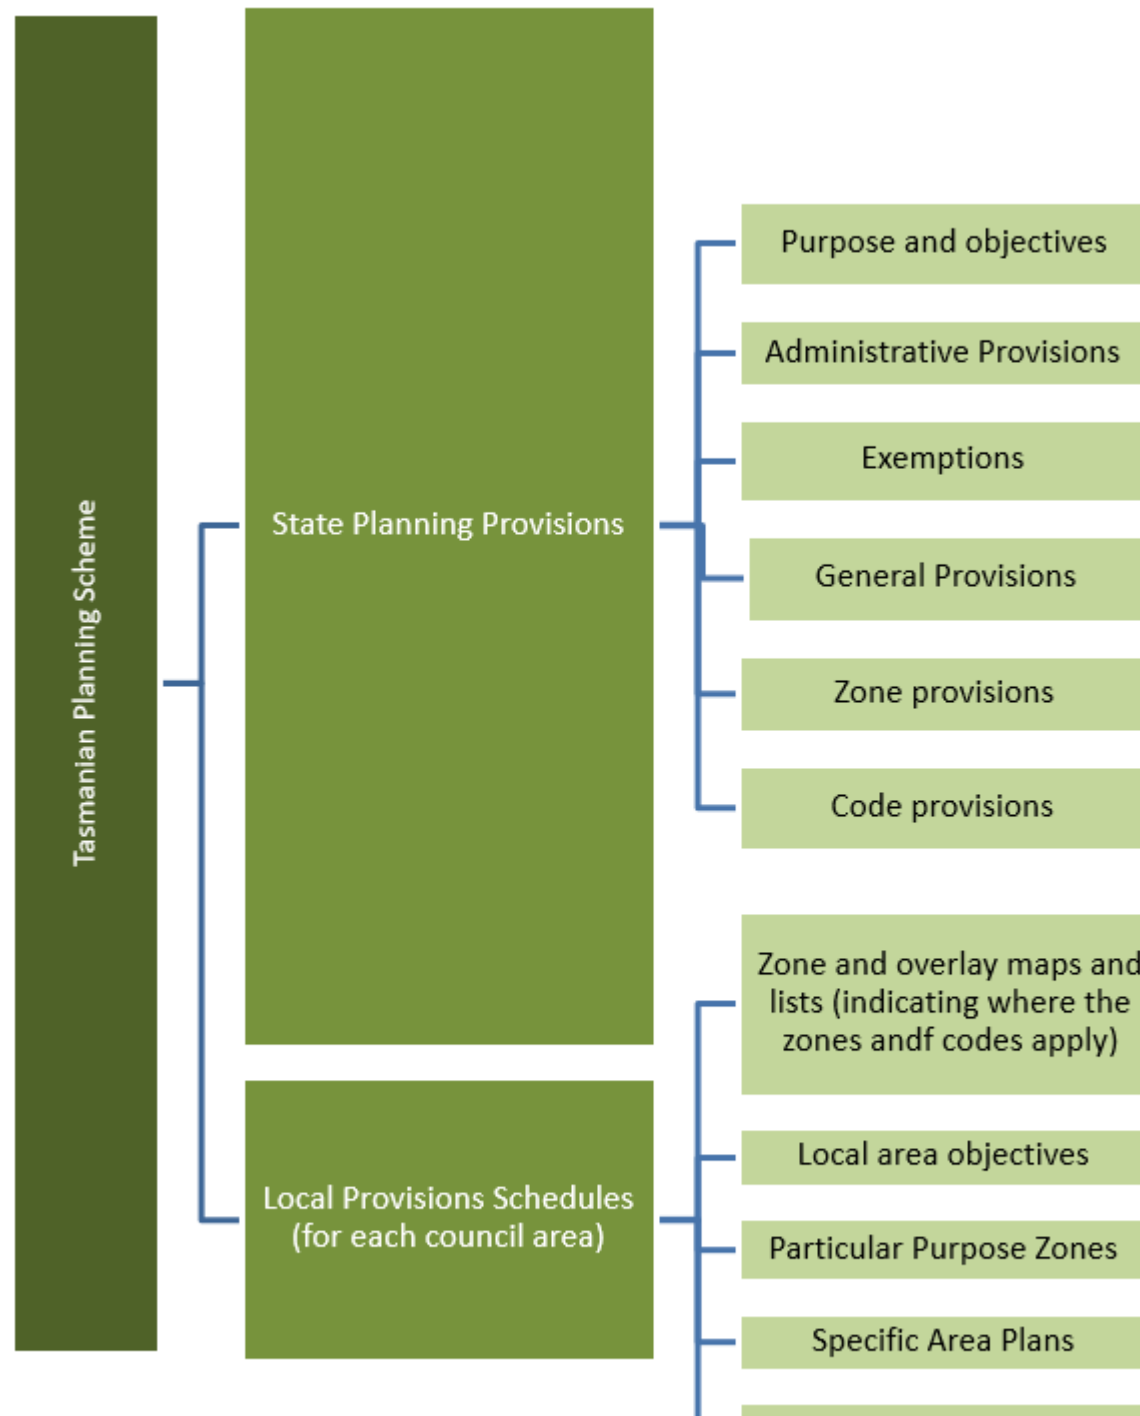 Tasmanian Planning Scheme
State Planning Provisions
Purpose and objectives
Administrative Provisions
Exemptions
General Provisions
Zone provisions
Code provisions
Local Provisions Schedules
(for each council area)
Zone and overlay maps and
lists (indicating where the
zones andf codes apply)
Local area objectives
Particular Purpose Zones
Specific Area Plans